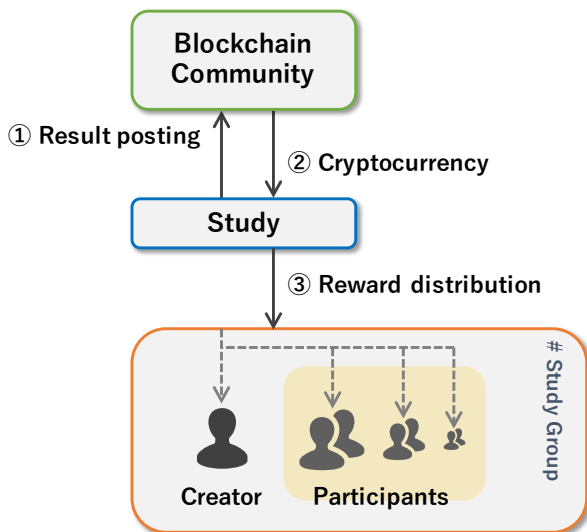 Blockchain
Community
① Result posting
② Cryptocurrency
Study
③ Reward distribution
# Study Group
Creator
Participants